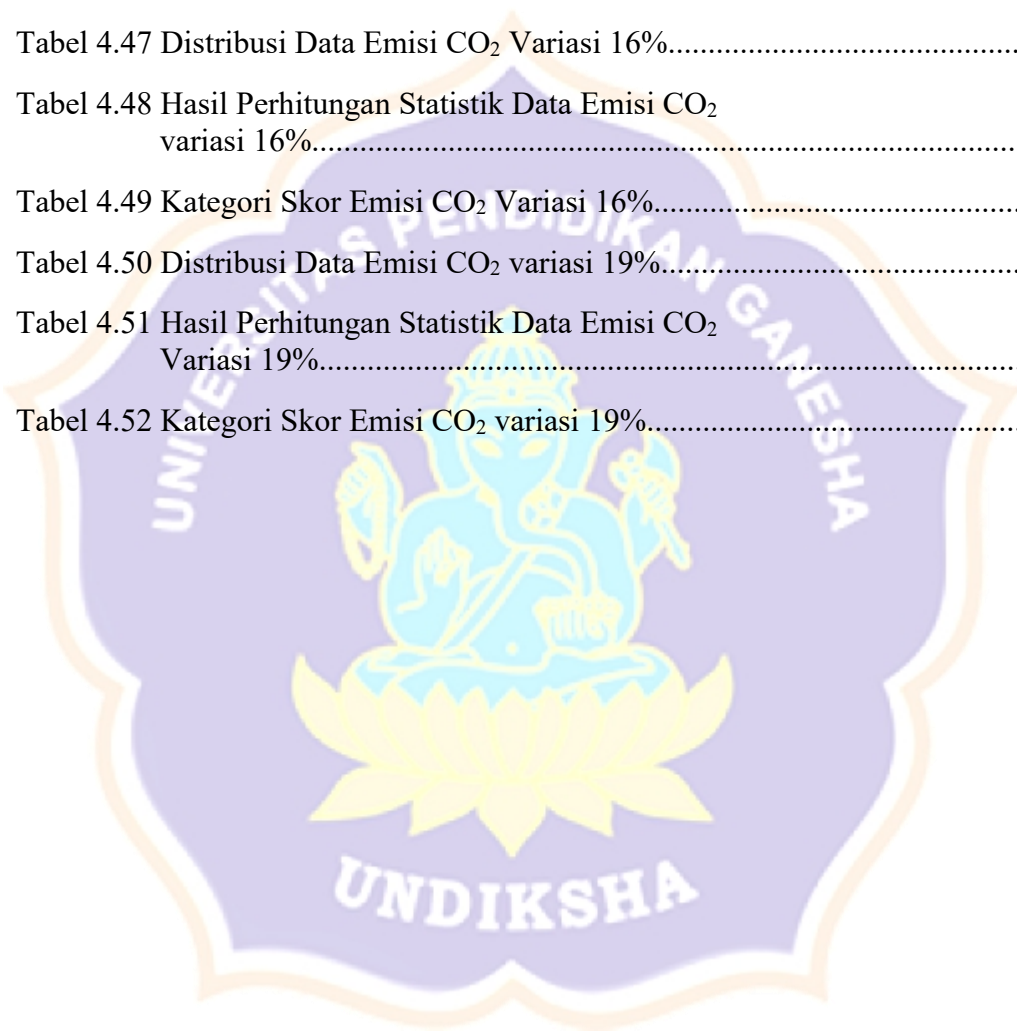 Tabel 4.47 Distribusi Data Emisi CO₂ Variasi 16%..............................................
Tabel 4.48 Hasil Perhitungan Statistik Data Emisi CO₂
variasi 16%.........................................................................................
Tabel 4.49 Kategori Skor Emisi CO₂ Variasi 16%................................................
Tabel 4.50 Distribusi Data Emisi CO₂ variasi 19%...............................................
Tabel 4.51 Hasil Perhitungan Statistik Data Emisi CO₂
Variasi 19%........................................................................................
Tabel 4.52 Kategori Skor Emisi CO₂ variasi 19%.................................................
UNIVERSITAS PENDIDIKAN GANESHA
UNDIKSHA